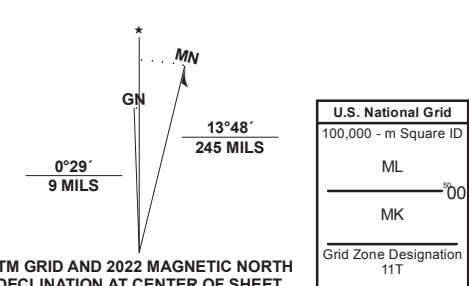 ★
MN
GN
13°48´
245 MILS
0°29´
9 MILS
TM GRID AND 2022 MAGNETIC NORTH
DECLINATION AT CENTER OF SHEET
U.S. National Grid
100,000 - m Square ID
ML
5000
MK
Grid Zone Designation
11T